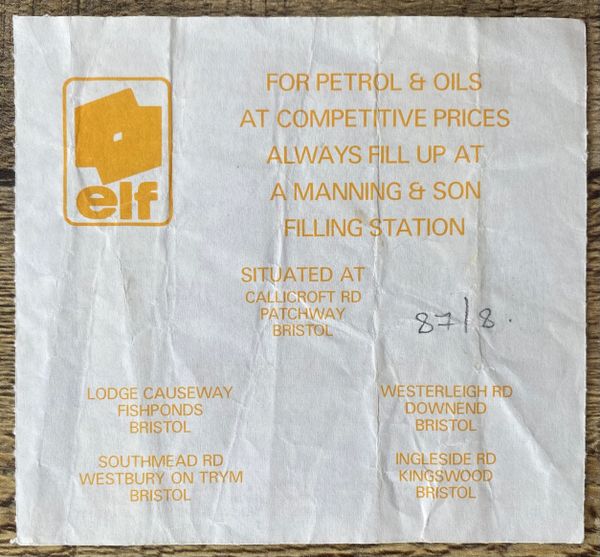 elf
FOR PETROL & OILS
AT COMPETITIVE PRICES
ALWAYS FILL UP AT
A MANNING & SON
FILLING STATION
SITUATED AT
CALLICROFT RD
PATCHWAY
BRISTOL
87/8.
LODGE CAUSEWAY
FISHPONDS
BRISTOL
WESTERLEIGH RD
DOWNEND
BRISTOL
SOUTHMEAD RD
WESTBURY ON TRYM
BRISTOL
INGLESIDE RD
KINGSWOOD
BRISTOL